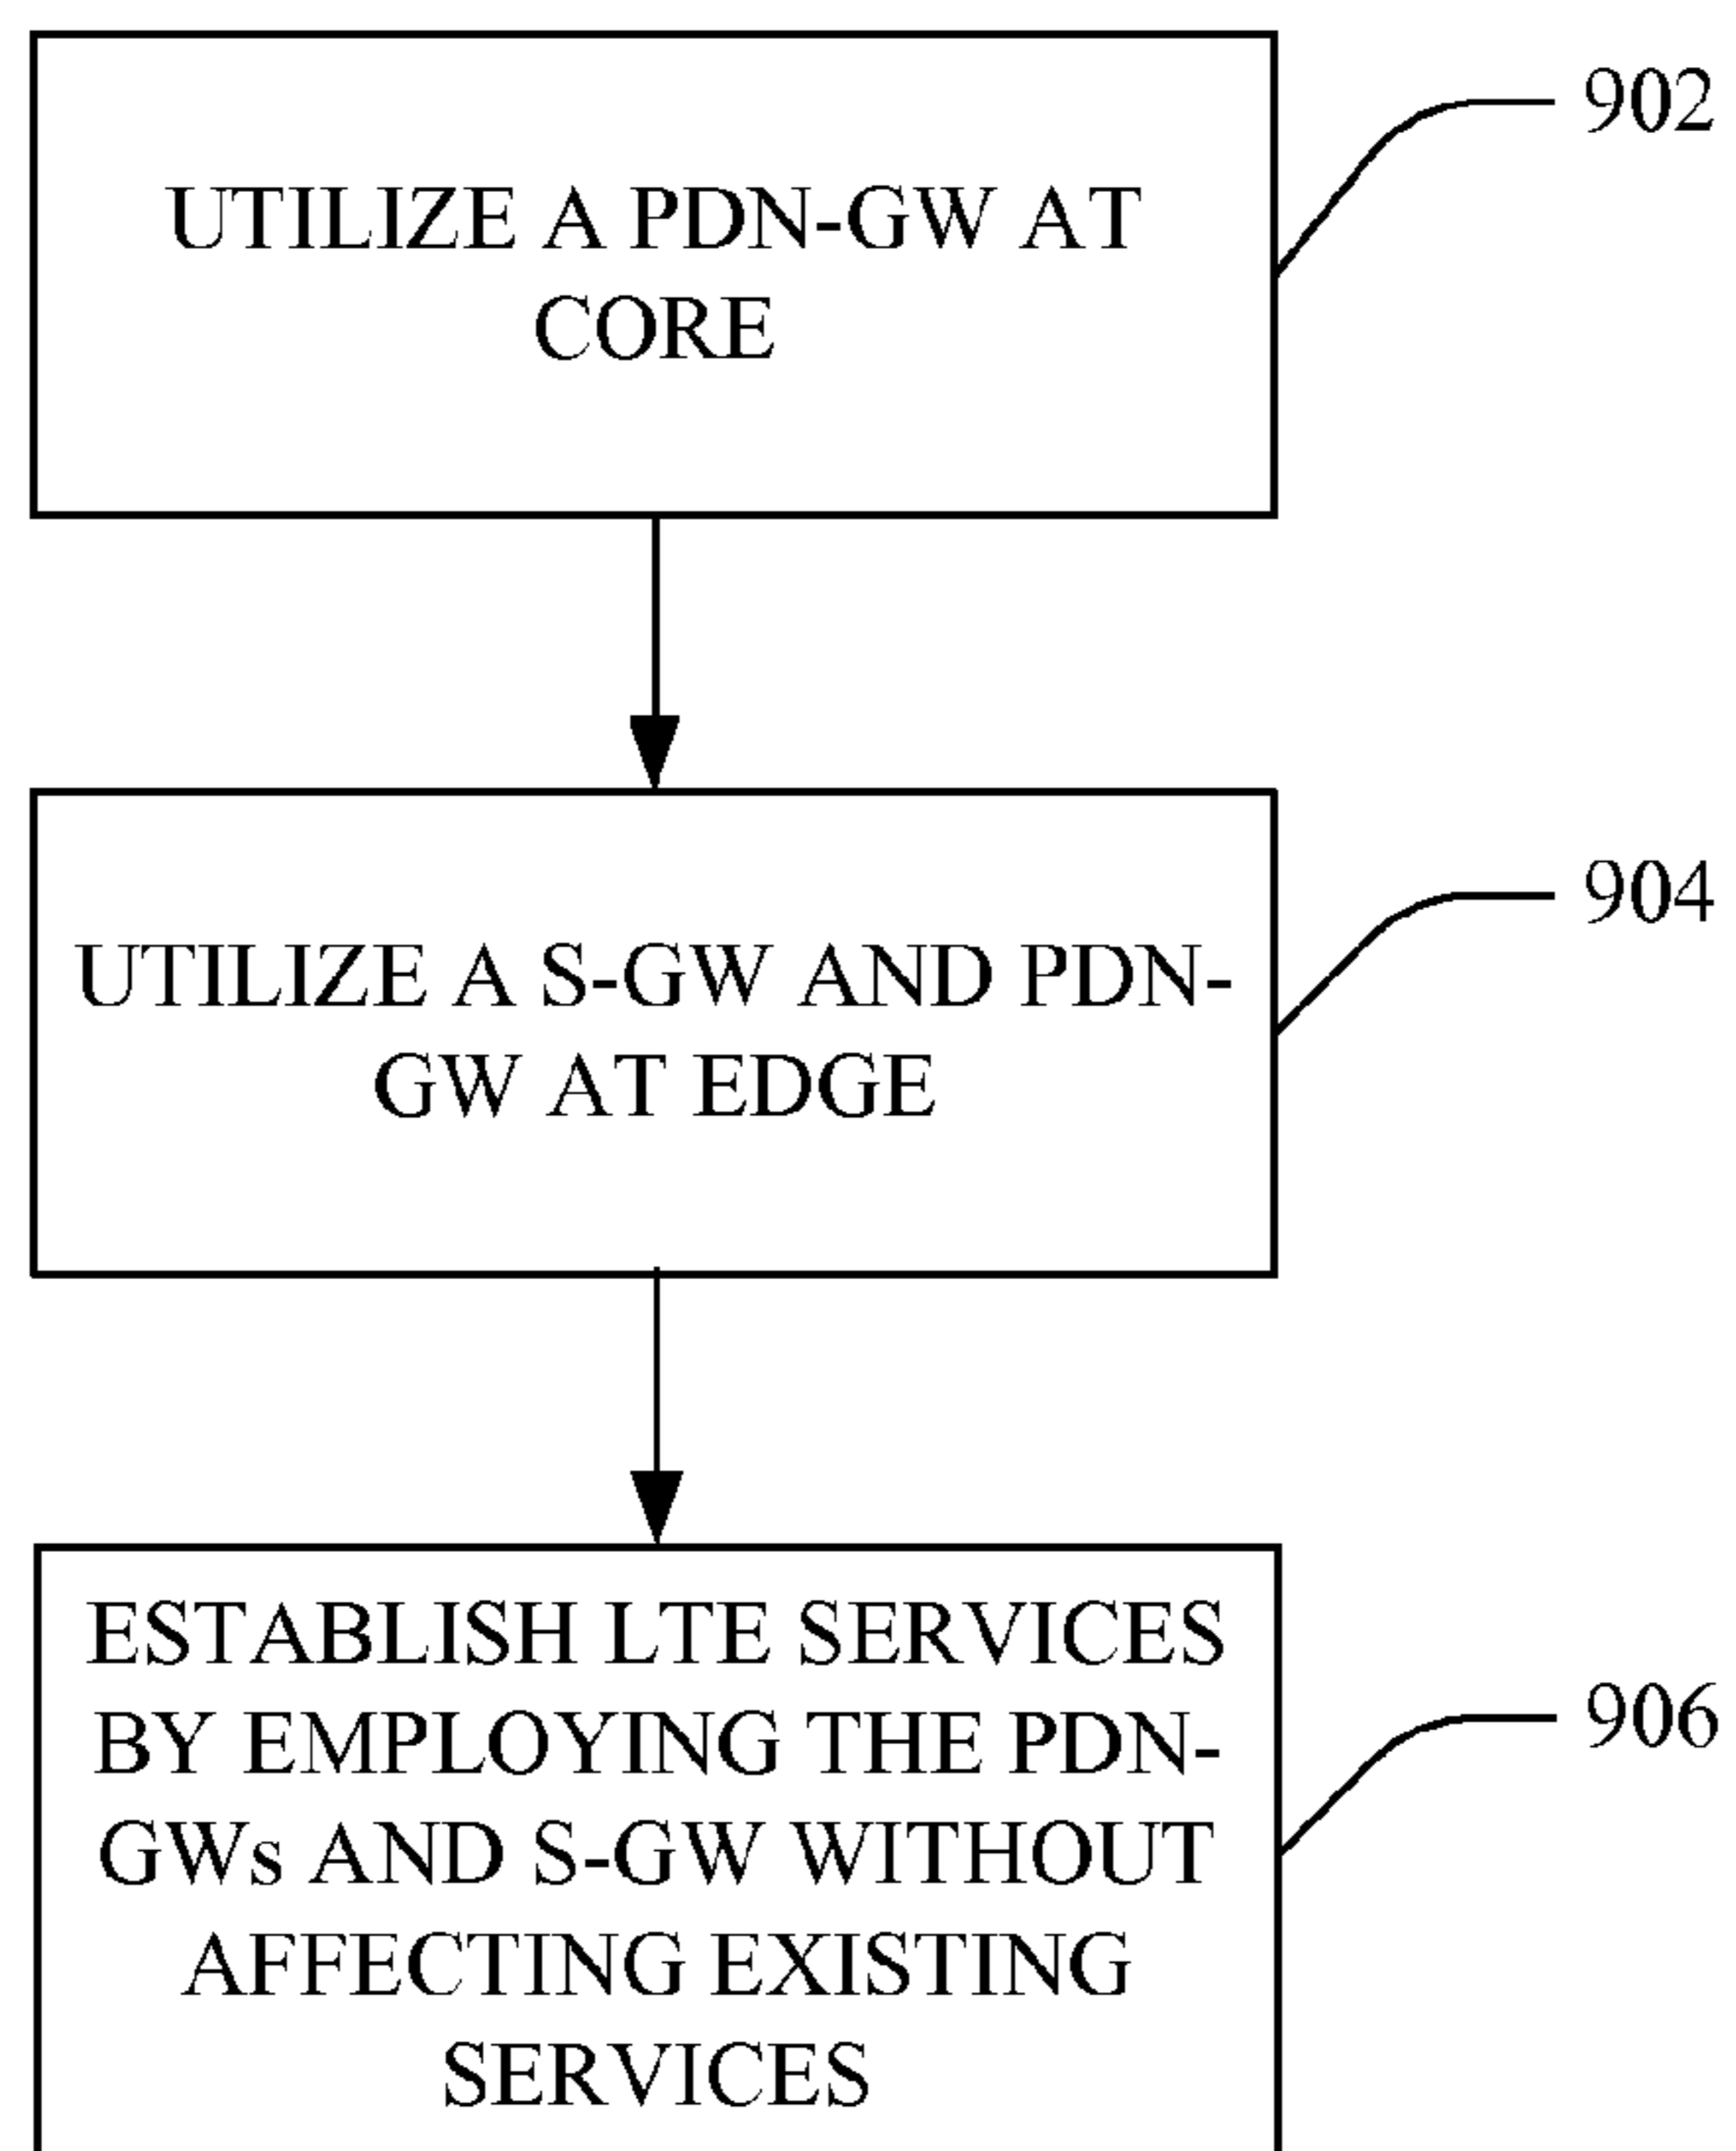 UTILIZE A PDN-GW AT
CORE
902
UTILIZE A S-GW AND PDN-
GW AT EDGE
904
ESTABLISH LTE SERVICES
BY EMPLOYING THE PDN-
GWs AND S-GW WITHOUT
AFFECTING EXISTING
SERVICES
906